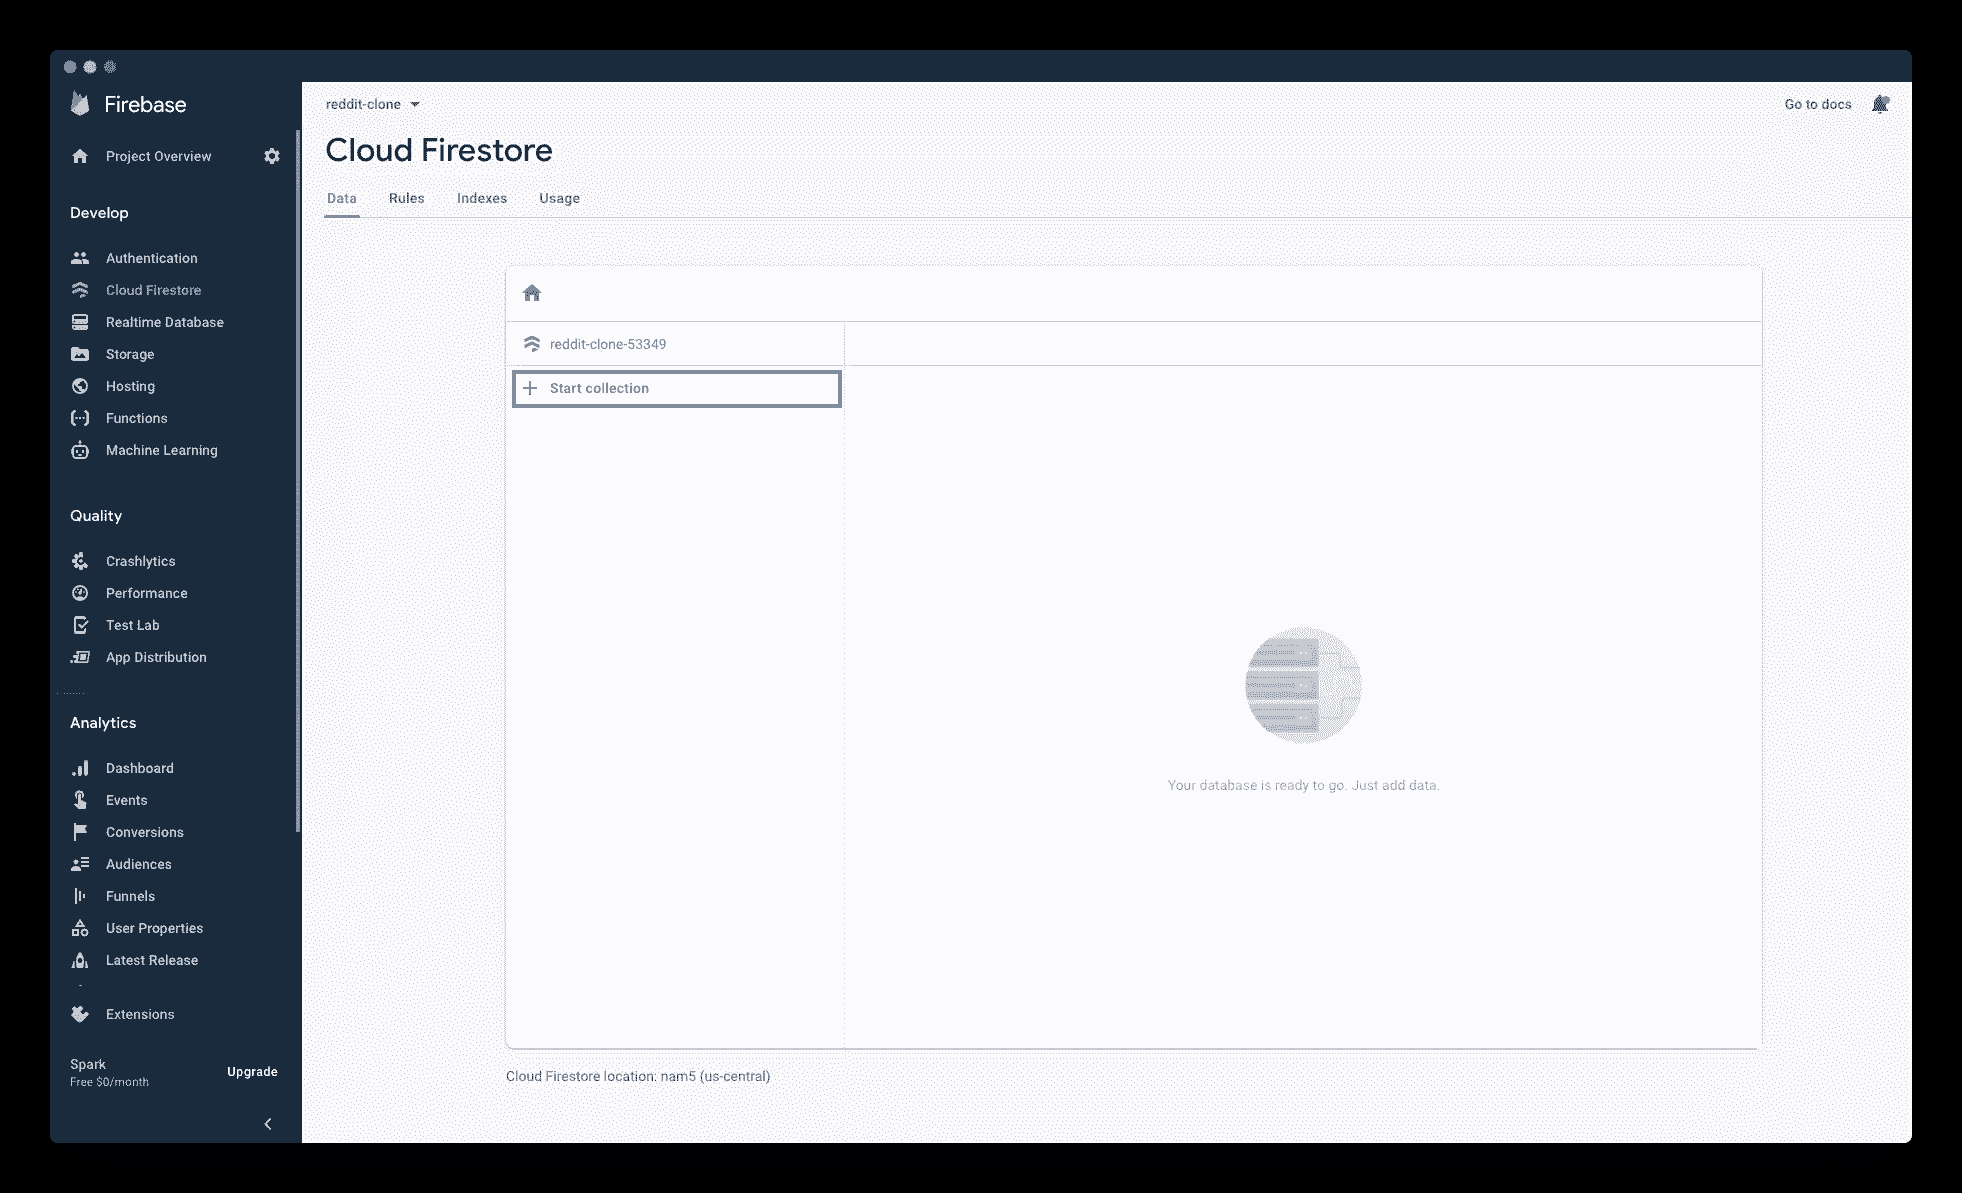 Firebase
Project Overview
Develop
Authentication
Cloud Firestore
Realtime Database
Storage
Hosting
Functions
Machine Learning
Quality
Crashlytics
Performance
Test Lab
App Distribution
Analytics
Dashboard
Events
Conversions
Audiences
Funnels
User Properties
Latest Release
Extensions
Spark
Free $0/month
Upgrade
reddit-clone
Go to docs
Cloud Firestore
Data Rules Indexes Usage
reddit-clone-53349
Start collection
Your database is ready to go. Just add data.
Cloud Firestore location: nam5 (us-central)